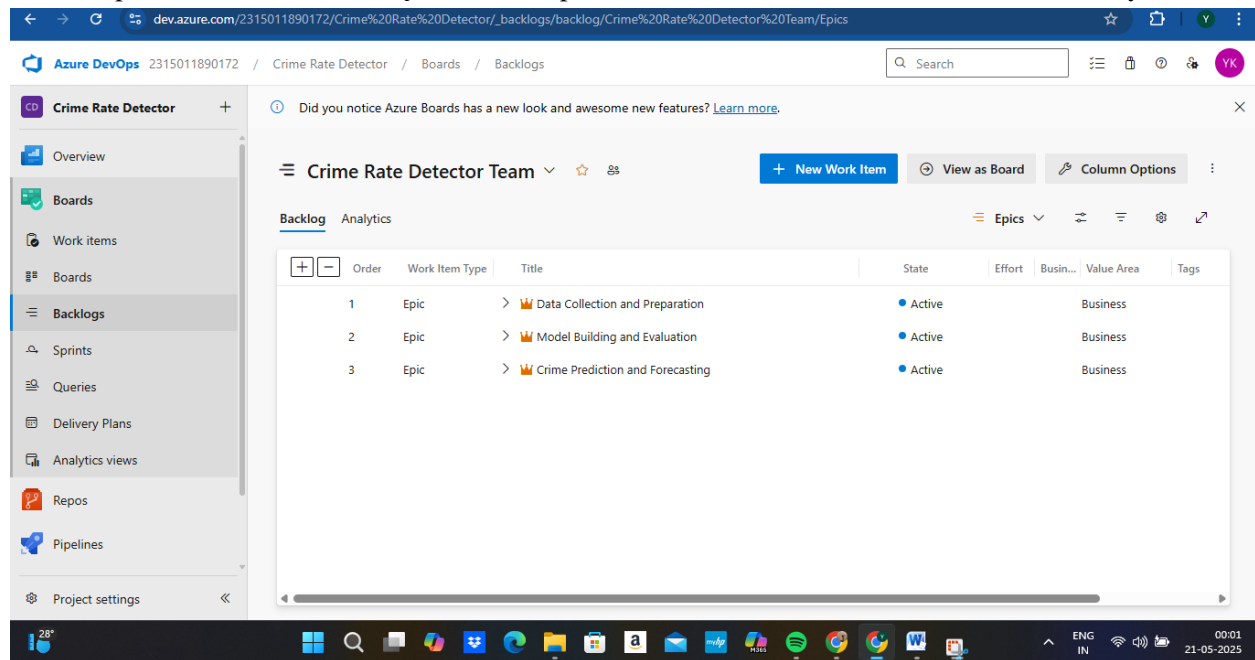 dev.azure.com/2315011890172/Crime%20Rate%20Detector/_backlogs/backlog/Crime%20Rate%20Detector%20Team/Epics
Y
Azure DevOps 2315011890172 / Crime Rate Detector / Boards / Backlogs
Search
YK
CD Crime Rate Detector
Did you notice Azure Boards has a new look and awesome new features? Learn more.
Overview
Crime Rate Detector Team
New Work Item
View as Board
Column Options
Boards
Backlog Analytics
Epics
Work items
Order Work Item Type Title State Effort Busin... Value Area Tags
Boards
1 Epic Data Collection and Preparation Active Business
Backlogs
2 Epic Model Building and Evaluation Active Business
Sprints
3 Epic Crime Prediction and Forecasting Active Business
Queries
Delivery Plans
Analytics views
Repos
Pipelines
Project settings
28°
a
myhp
M365
W
ENG
IN
00:01
21-05-2025